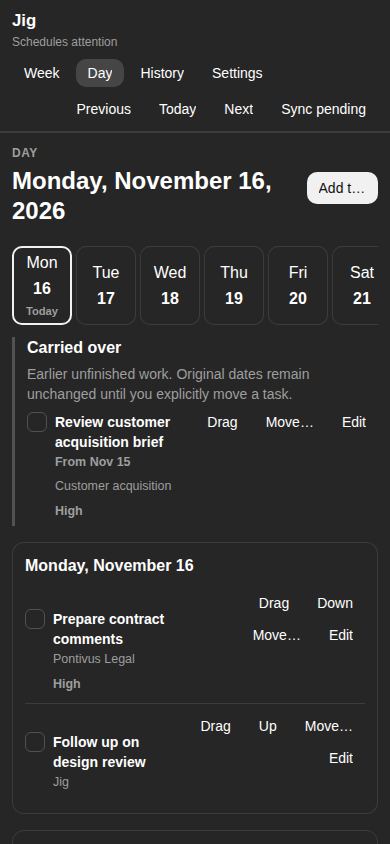 Jig
Schedules attention
Week Day History Settings
Previous Today Next Sync pending
DAY
Monday, November 16,
2026
Add t…
Mon Tue Wed Thu Fri Sat
16 17 18 19 20 21
Today
Carried over
Earlier unfinished work. Original dates remain
unchanged until you explicitly move a task.
Review customer
acquisition brief
Drag Move… Edit
From Nov 15
Customer acquisition
High
Monday, November 16
Drag Down
Move… Edit
Prepare contract
comments
Pontivus Legal
High
Drag Up Move…
Edit
Follow up on
design review
Jig